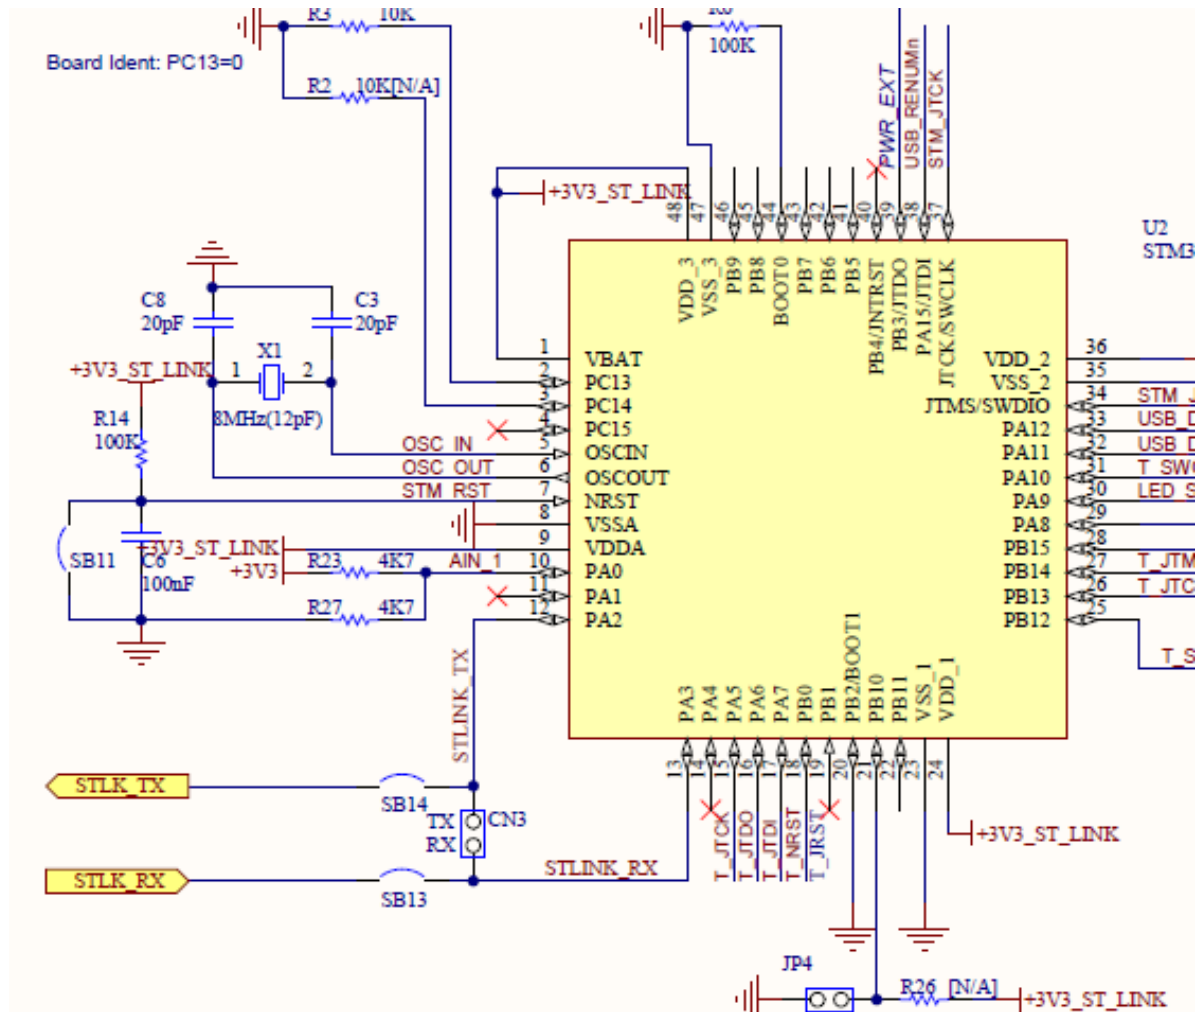 R3 10K
Board Ident: PC13=0
R2 10K[N/A]
100K
PWR_EXT
USB_RENUMn
STM_JTCK
+3V3_ST_LINK
48
47
46
45
44
43
42
41
40
39
38
37
U2
STM3
VDD_3
VSS_3
PB9
PB8
BOOT0
PB7
PB6
PB5
PB4/JNTRST
PB3/JTDO
PA15/JTDI
JTCK/SWCLK
C8
20pF
C3
20pF
X1
1 2
8MHz(12pF)
+3V3_ST_LINK
R14
100K
OSC_IN
OSC_OUT
STM_RST
SB11
C6
100nF
+3V3_ST_LINK
+3V3
R23 4K7
AIN_1
R27 4K7
1 VBAT
2 PC13
3 PC14
4 PC15
5 OSCIN
6 OSCOUT
7 NRST
8 VSSA
9 VDDA
10 PA0
11 PA1
12 PA2
VDD_2 36
VSS_2 35
JTMS/SWDIO 34 STM_J
PA12 33 USB_D
PA11 32 USB_D
PA10 31 T_SWO
PA9 30 LED_S
PA8 29
PB15 28
PB14 27 T_JTM
PB13 26 T_JTC
PB12 25
T_S
PA3
PA4
PA5
PA6
PA7
PB0
PB1
PB2/BOOT1
PB10
PB11
VSS_1
VDD_1
13
14
15
16
17
18
19
20
21
22
23
24
STLINK_TX
STLK_TX
SB14
TX
RX
CN3
STLK_RX
SB13
STLINK_RX
T_JTCK
T_JTDO
T_JTDI
T_NRST
T_JRST
+3V3_ST_LINK
JP4
R26 [N/A]
+3V3_ST_LINK